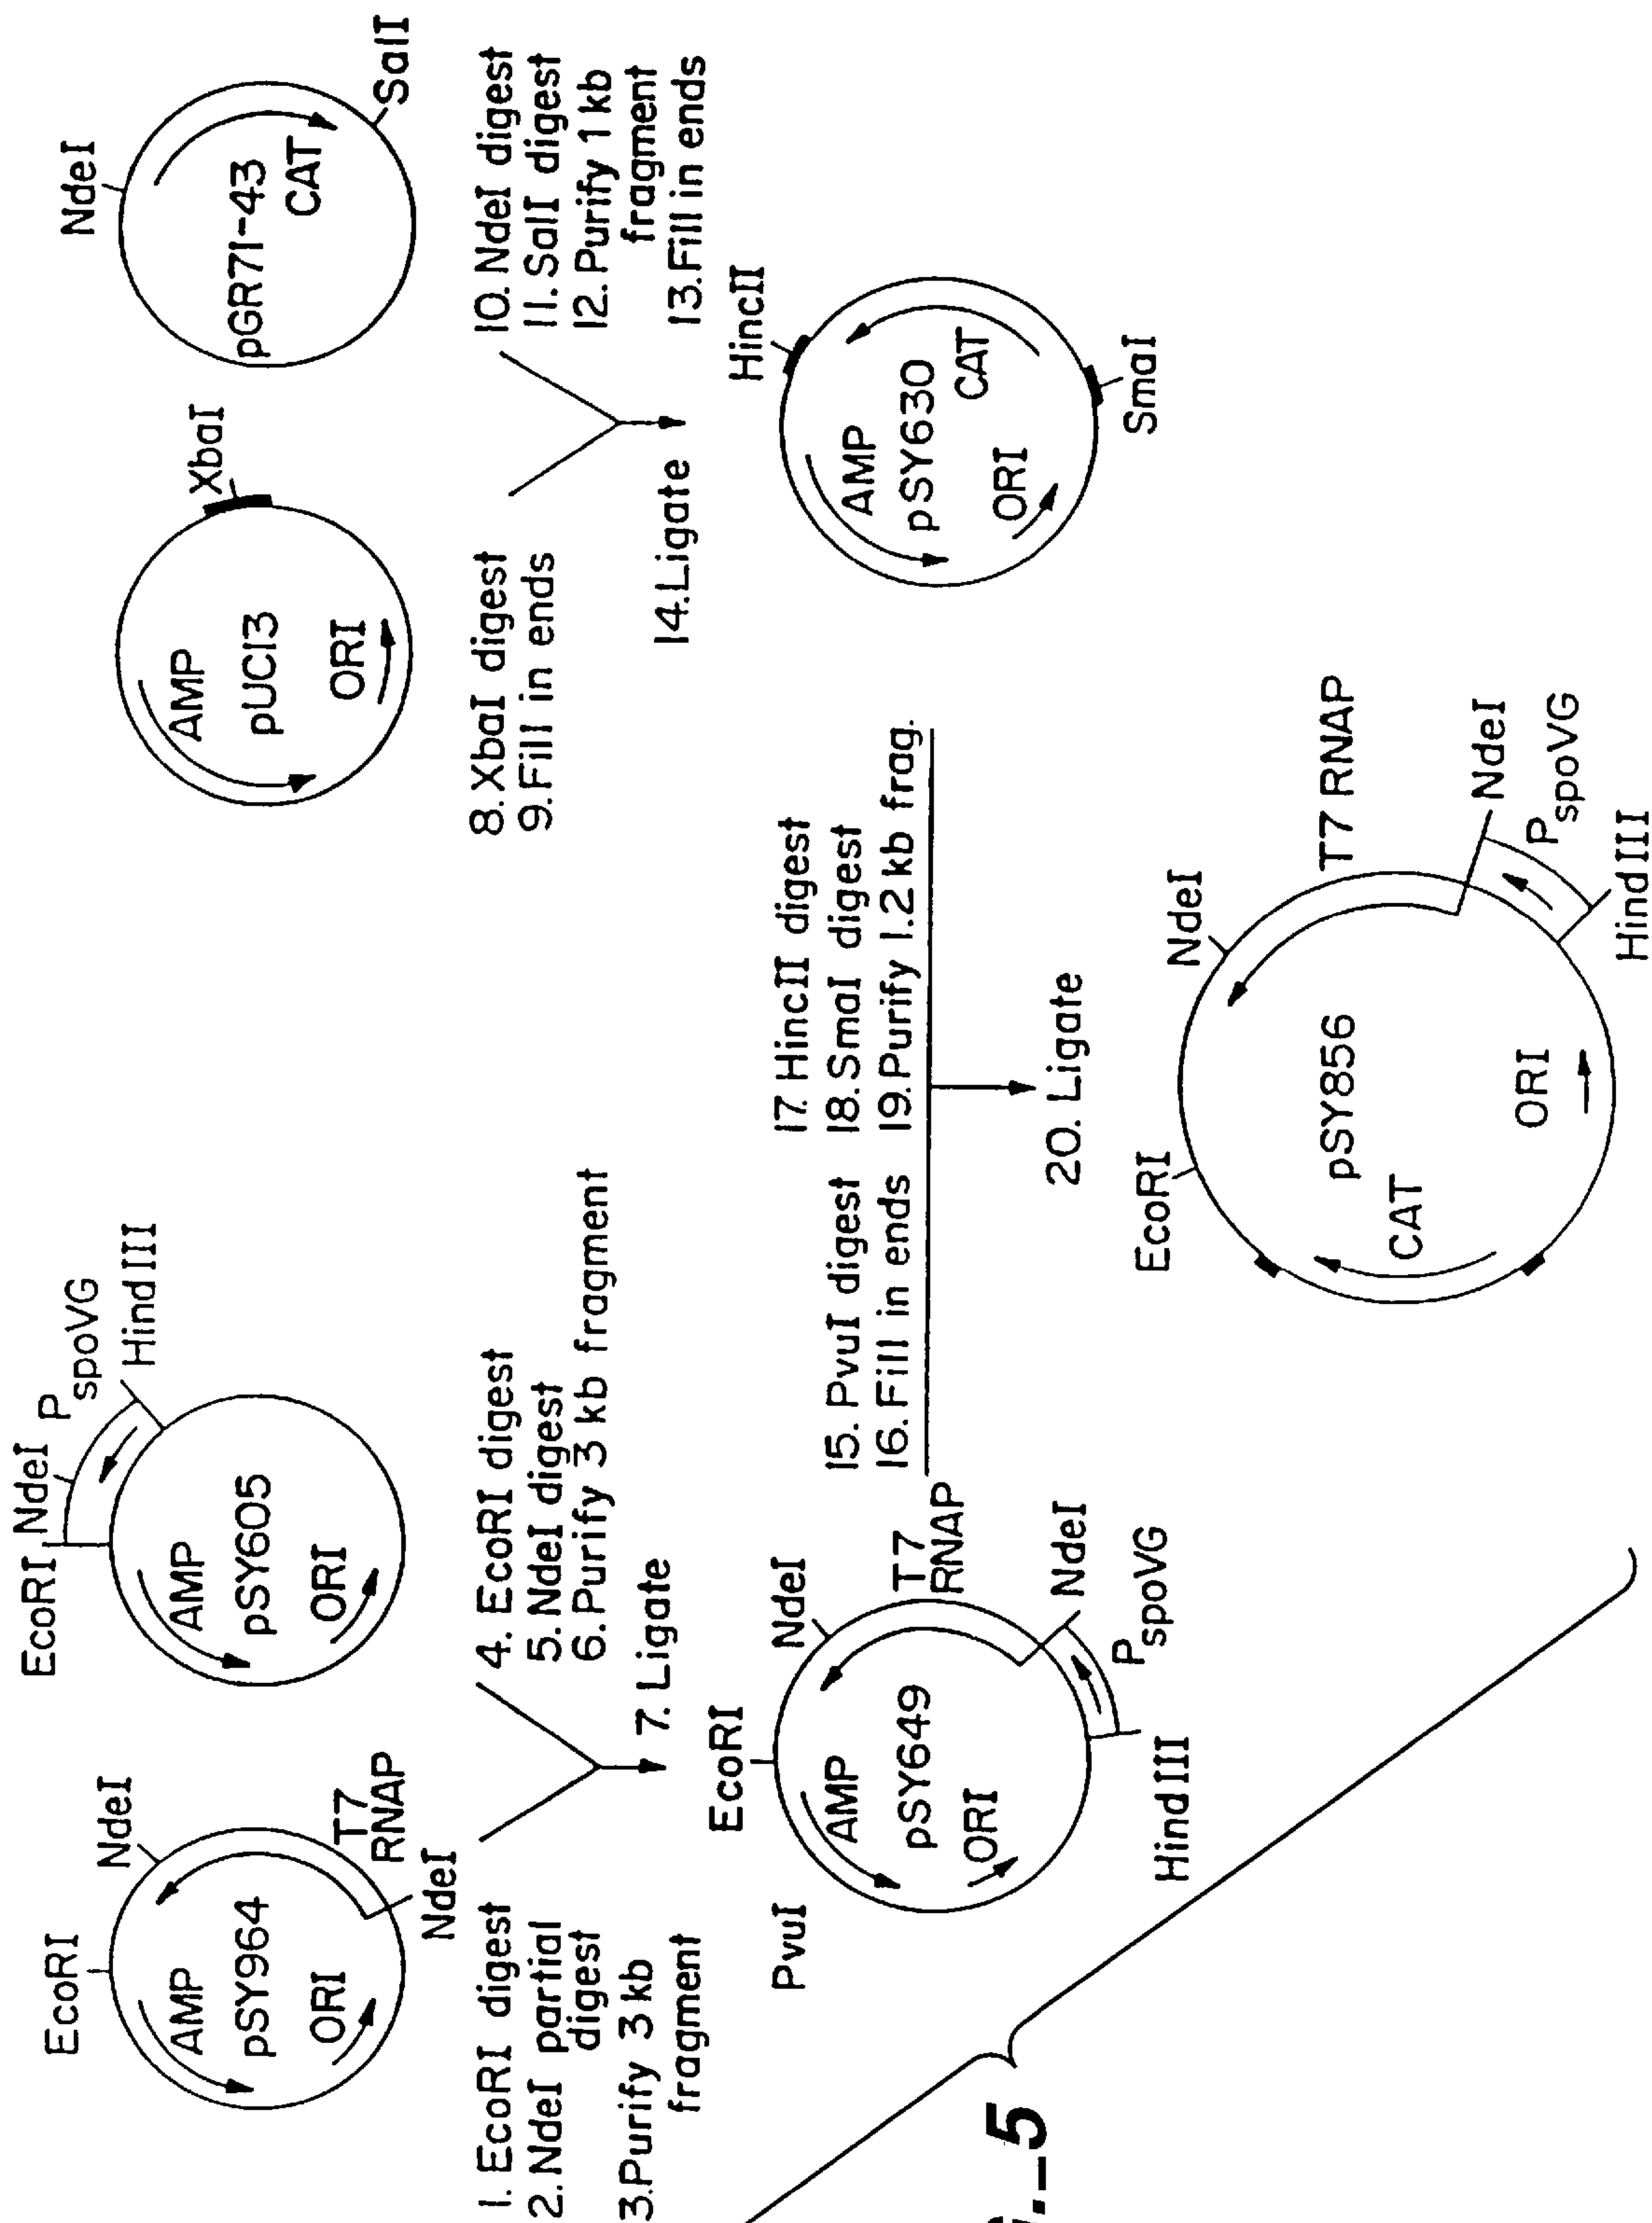 EcoRI
NdeI
AMP
pSY964
ORI
T7
RNAP
NdeI
EcoRI
NdeI
P spoVG
HindIII
AMP
pSY605
ORI
1. EcoRI digest
2. NdeI partial
digest
3. Purify 3 kb
fragment
4. EcoRI digest
5. NdeI digest
6. Purify 3 kb fragment
7. Ligate
XbaI
AMP
pUC13
ORI
NdeI
pGR71-43
CAT
SalI
8. XbaI digest
9. Fill in ends
10. NdeI digest
11. SalI digest
12. Purify 1 kb
fragment
13. Fill in ends
14. Ligate
PvuI
EcoRI
NdeI
AMP
pSY649
ORI
T7
RNAP
NdeI
P spoVG
HindIII
HincII
AMP
pSY630
CAT
ORI
SmaI
15. PvuI digest
16. Fill in ends
17. HincII digest
18. SmaI digest
19. Purify 1.2 kb frag.
20. Ligate
EcoRI
NdeI
T7 RNAP
pSY856
CAT
ORI
NdeI
P spoVG
HindIII
.–5